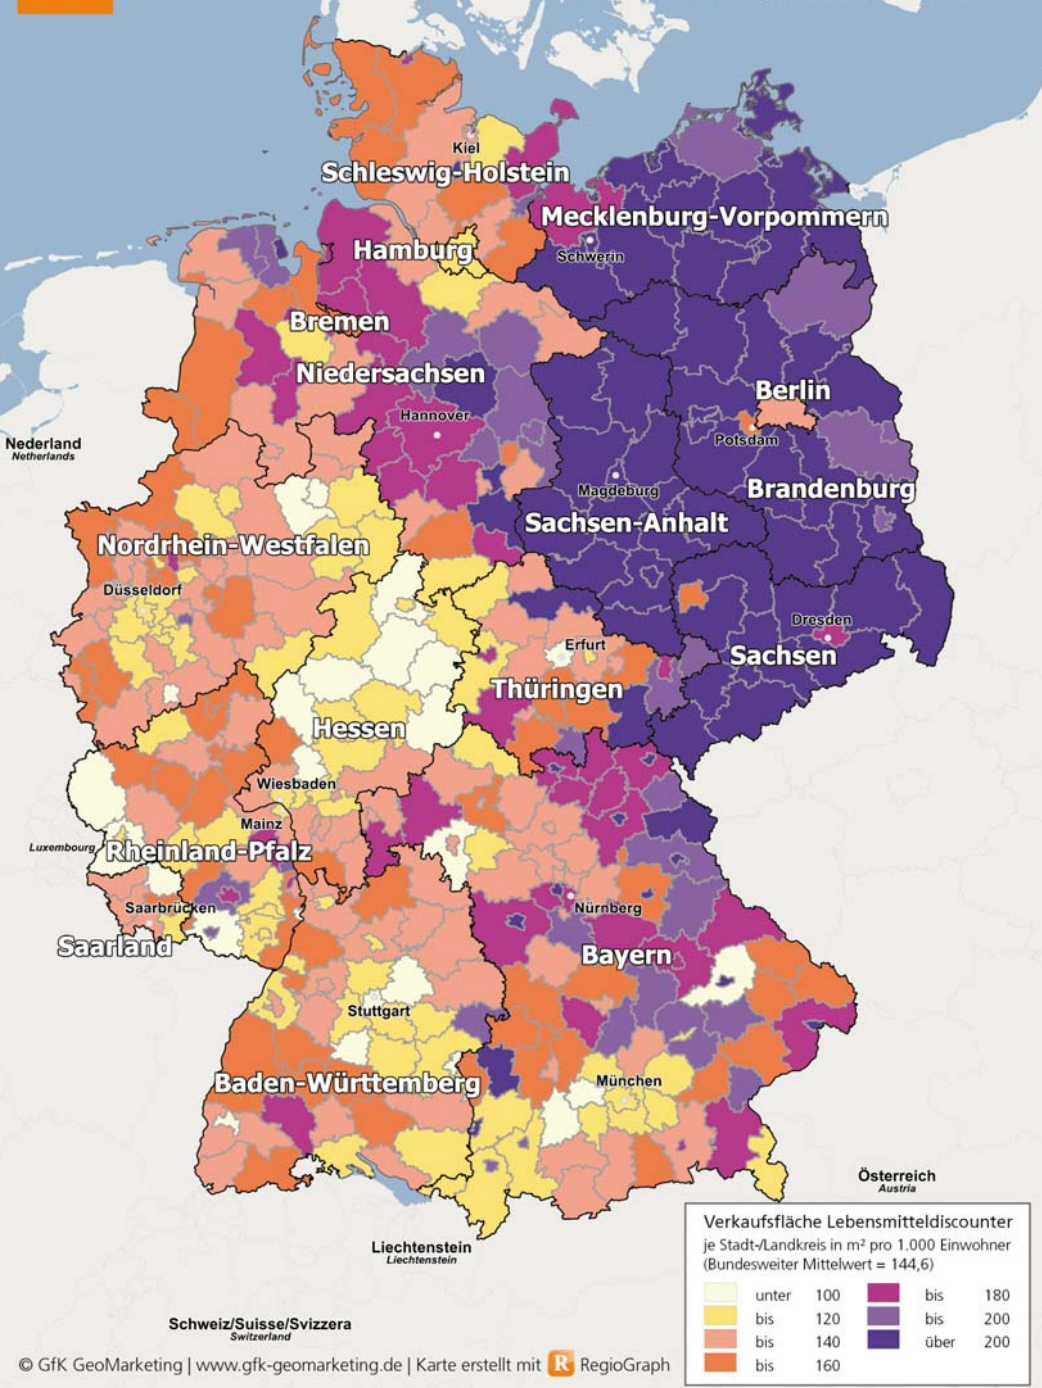 Kiel
Schleswig-Holstein
Mecklenburg-Vorpommern
Hamburg
Schwerin
Bremen
Niedersachsen
Berlin
Hannover
Potsdam
Nederland
Netherlands
Magdeburg
Brandenburg
Sachsen-Anhalt
Nordrhein-Westfalen
Düsseldorf
Dresden
Erfurt
Sachsen
Thüringen
Hessen
Wiesbaden
Mainz
Luxembourg
Rheinland-Pfalz
Saarbrücken
Nürnberg
Saarland
Bayern
Stuttgart
München
Baden-Württemberg
Österreich
Austria
Liechtenstein
Liechtenstein
Schweiz/Suisse/Svizzera
Switzerland
Verkaufsfläche Lebensmitteldiscounter
je Stadt-/Landkreis in m² pro 1.000 Einwohner
(Bundesweiter Mittelwert = 144,6)
unter 100
bis 120
bis 140
bis 160
bis 180
bis 200
über 200
© GfK GeoMarketing | www.gfk-geomarketing.de | Karte erstellt mit R RegioGraph